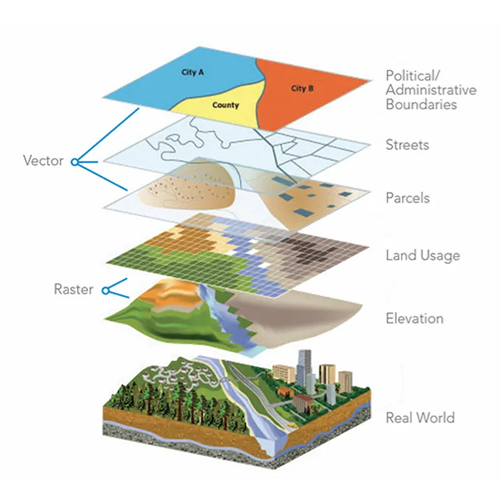 City A
City B
County
Political/
Administrative
Boundaries
Streets
Vector
Parcels
Land Usage
Raster
Elevation
Real World